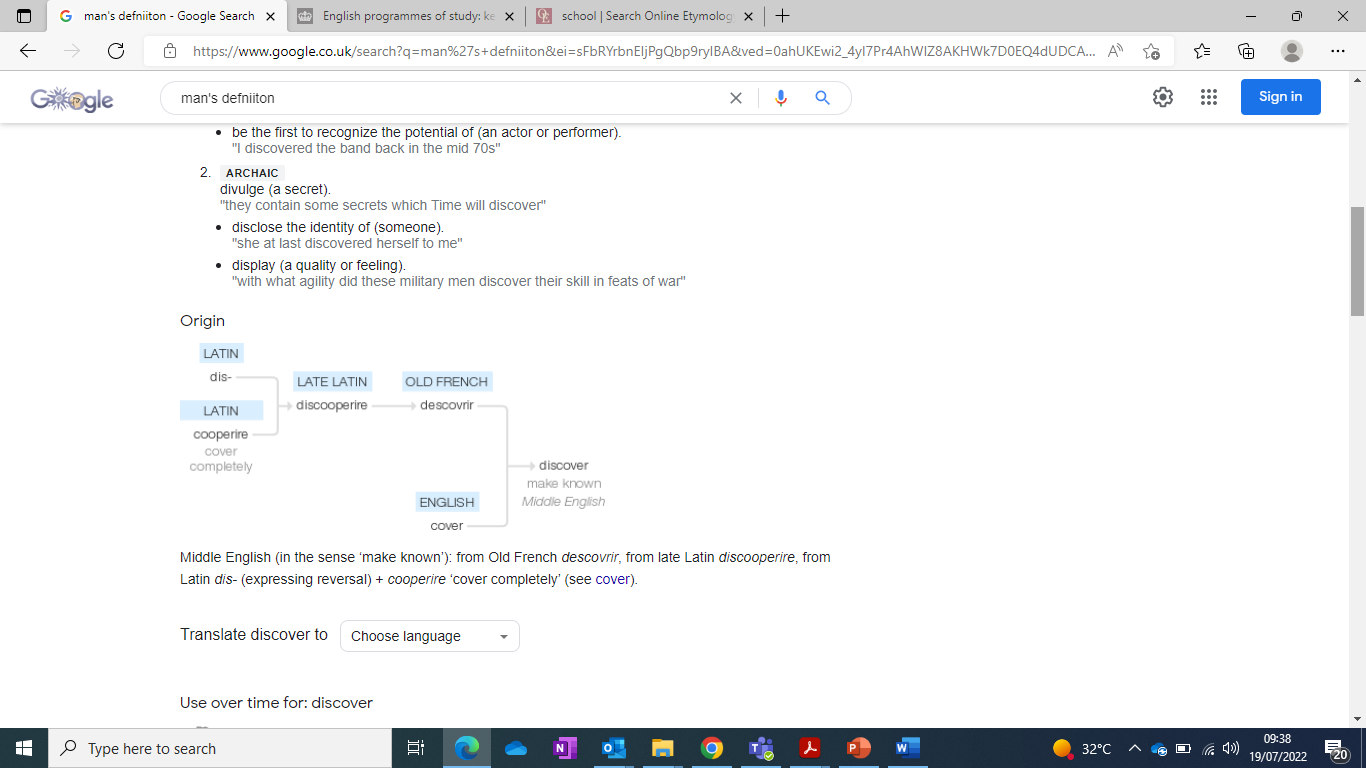 man's defniiton - Google Search
English programmes of study: ke
school | Search Online Etymolog
https://www.google.co.uk/search?q=man%27s+defniiton&ei=sFbRYrbnEIjPgQbp9ryIBA&ved=0ahUKEwi2_4yI7Pr4AhWIZ8AKHWk7D0EQ4dUDCA...
Google
man's defniiton
Sign in
• be the first to recognize the potential of (an actor or performer).
"I discovered the band back in the mid 70s"
2. ARCHAIC
divulge (a secret).
"they contain some secrets which Time will discover"
• disclose the identity of (someone).
"she at last discovered herself to me"
• display (a quality or feeling).
"with what agility did these military men discover their skill in feats of war"
Origin
LATIN
dis-
LATE LATIN
OLD FRENCH
LATIN
discooperire
descovrir
cooperire
cover
completely
discover
make known
Middle English
ENGLISH
cover
Middle English (in the sense ‘make known’): from Old French descovrir, from late Latin discooperire, from
Latin dis- (expressing reversal) + cooperire ‘cover completely’ (see cover).
Translate discover to
Choose language
Use over time for: discover
Type here to search
32°C
09:38
19/07/2022
20